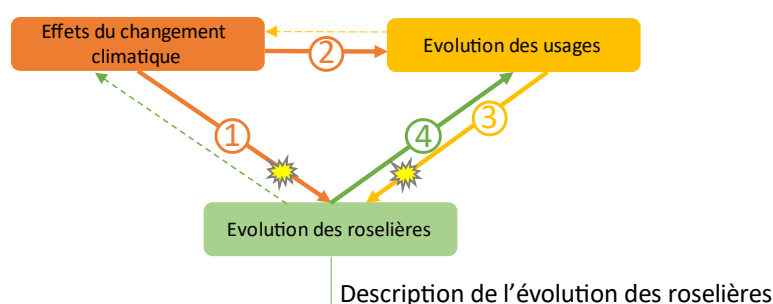 Effets du changement
climatique
2
Evolution des usages
1
4
3
Evolution des roselières
Description de l'évolution des roselières